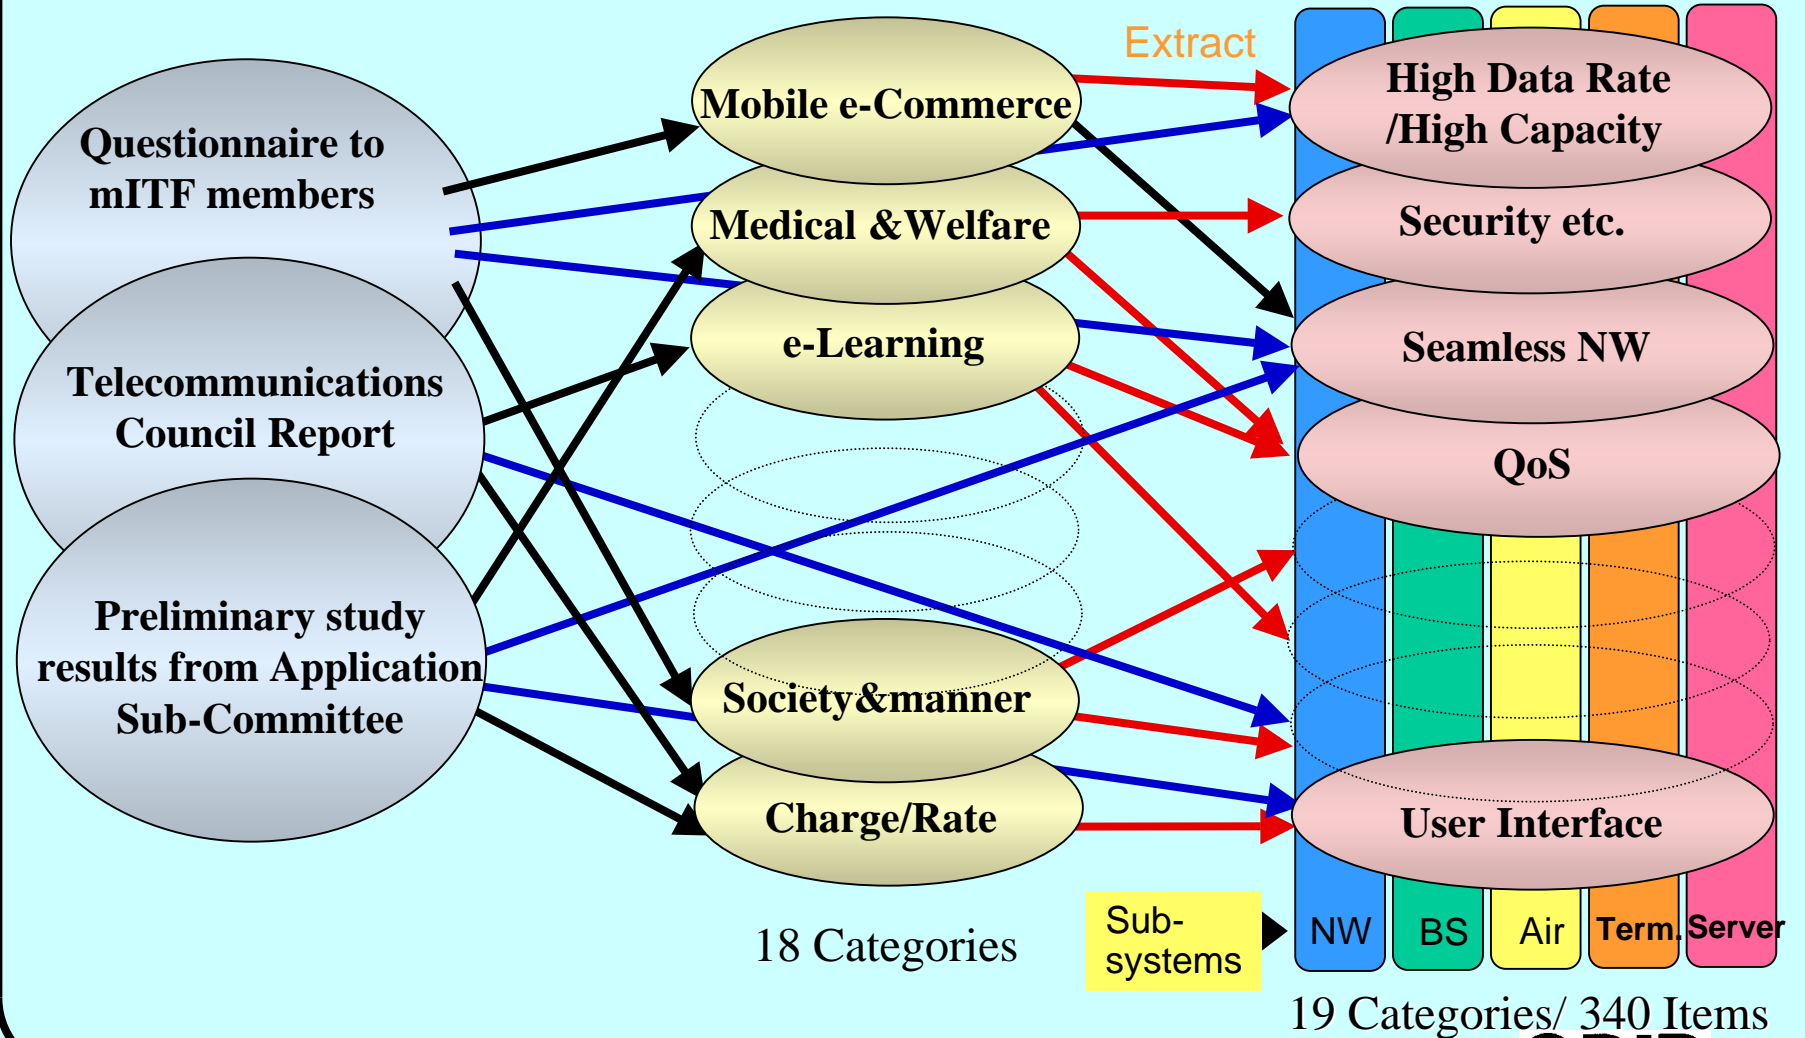 Extract
Questionnaire to
mITF members
Telecommunications
Council Report
Preliminary study
results from Application
Sub-Committee
Mobile e-Commerce
Medical &Welfare
e-Learning
Society&manner
Charge/Rate
18 Categories
High Data Rate
/High Capacity
Security etc.
Seamless NW
QoS
User Interface
Sub-
systems
NW
BS
Air
Term.
Server
19 Categories/ 340 Items